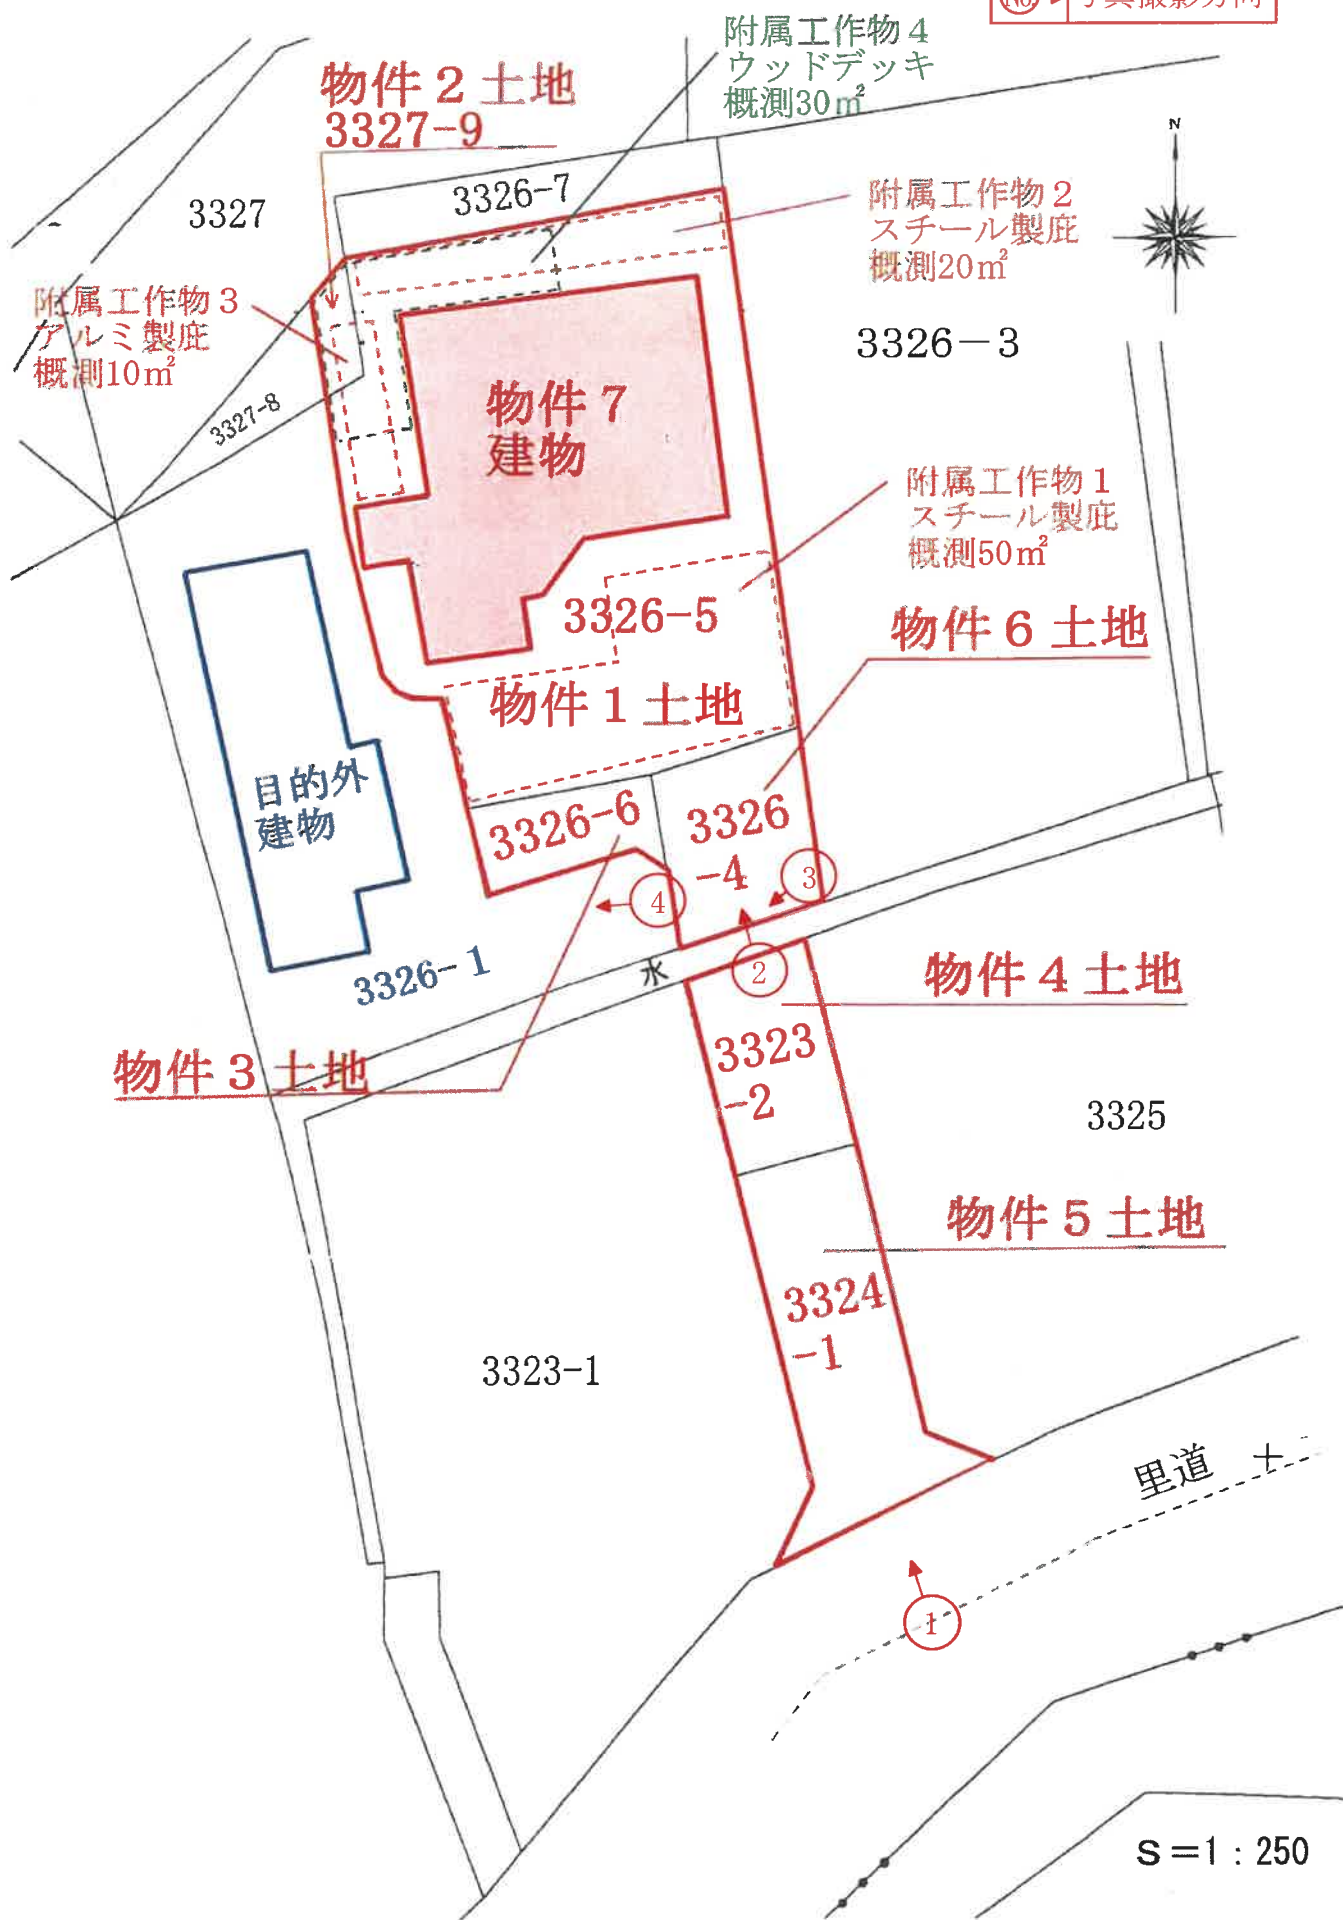 No.
写真撮影方向
附属工作物4
ウッドデッキ
概測30㎡
物件2 土地
3327-9
N
3327
3326-7
附属工作物2
スチール製庇
概測20㎡
附属工作物3
アルミ製庇
概測10㎡
3326-3
3327-8
物件7
建物
附属工作物1
スチール製庇
概測50㎡
3326-5
物件6 土地
物件1 土地
目的外
建物
3326-6
3326
-4
3
4
2
3326-1
水
物件4 土地
3323
-2
物件3 土地
3325
物件5 土地
3324
-1
3323-1
里道
1
S=1:250